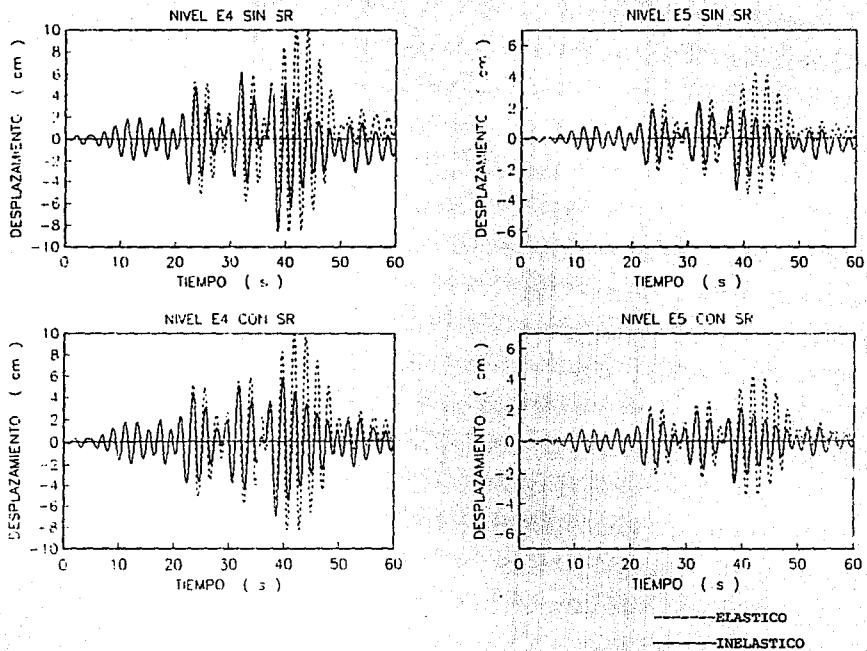 NIVEL E4 SIN SR
DESPLAZAMIENTO ( cm )
10
8
6
4
2
0
-2
-4
-6
-8
-10
0 10 20 30 40 50 60
TIEMPO ( s )
NIVEL E5 SIN SR
DESPLAZAMIENTO ( cm )
6
4
2
0
-2
-4
-6
0 10 20 30 40 50 60
TIEMPO ( s )
NIVEL E4 CON SR
DESPLAZAMIENTO ( cm )
10
8
6
4
2
0
-2
-4
-6
-8
-10
0 10 20 30 40 50 60
TIEMPO ( s )
NIVEL E5 CON SR
DESPLAZAMIENTO ( cm )
6
4
2
0
-2
-4
-6
0 10 20 30 40 50 60
TIEMPO ( s )
ELASTICO
INELASTICO